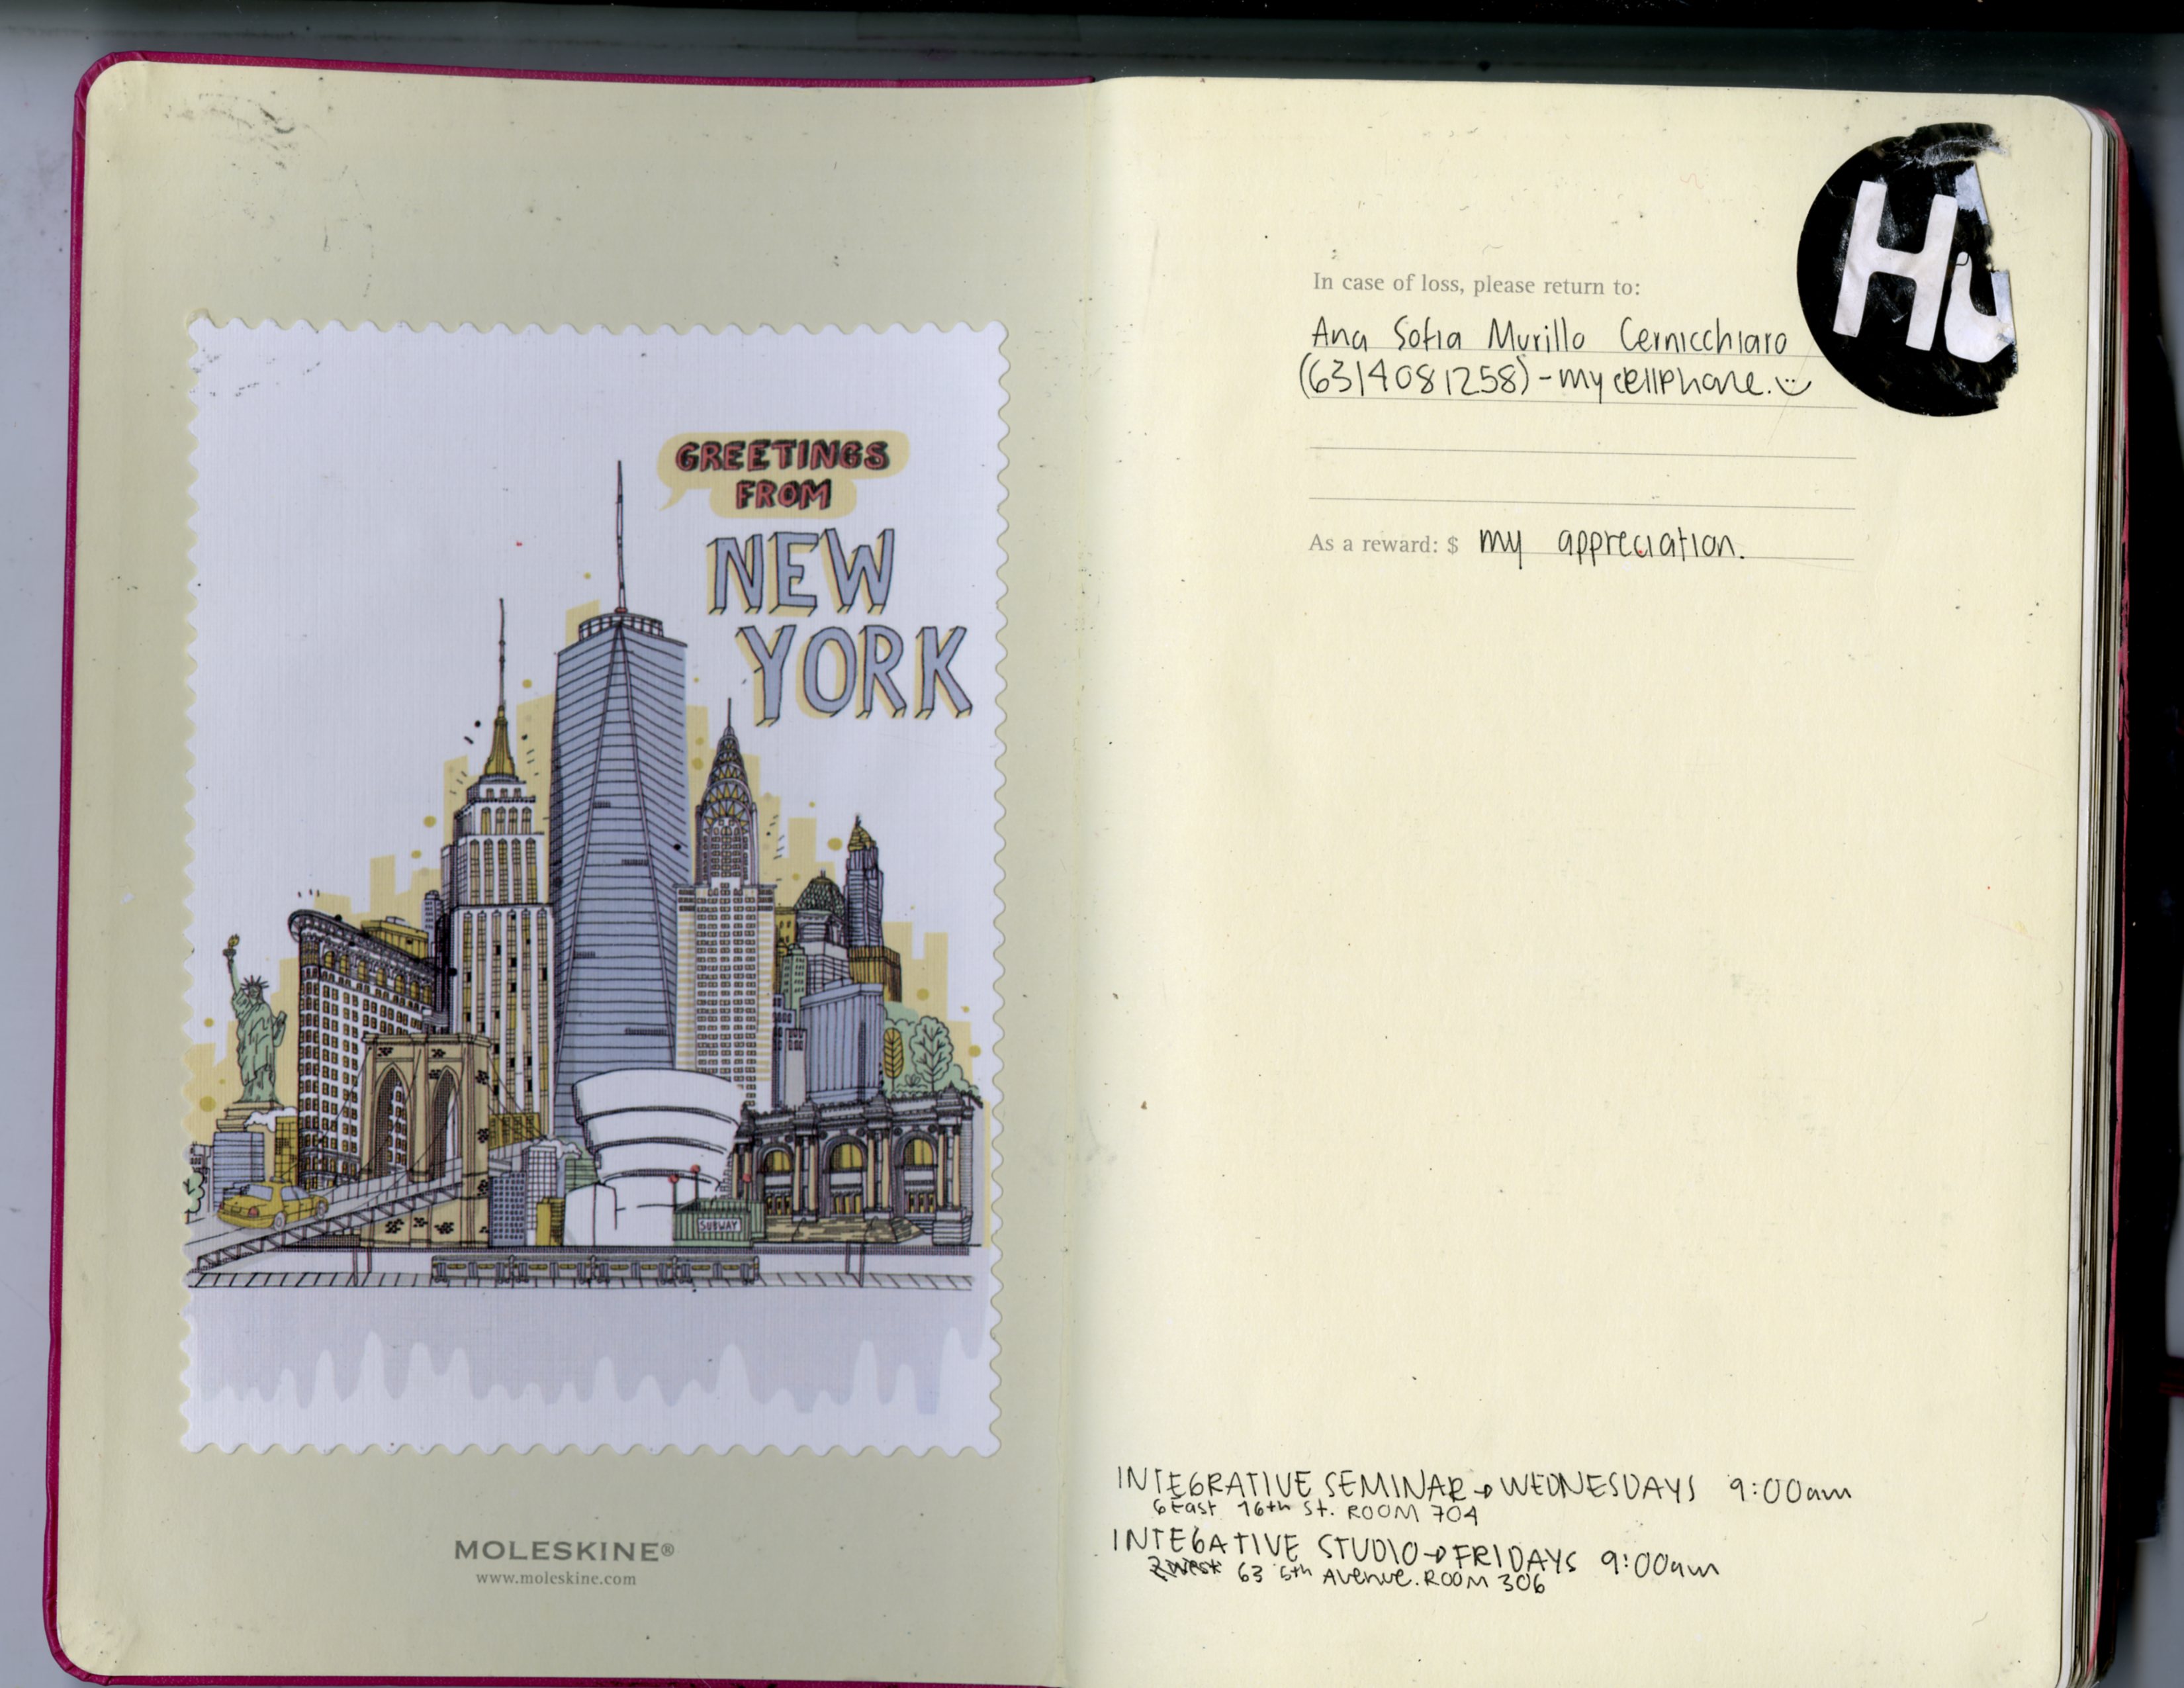 GREETINGS
FROM
NEW
YORK
SUBWAY
MOLESKINE®
www.moleskine.com
Hu
In case of loss, please return to:
Ana Sofia Murillo Cernicchiaro
(6314081258) - my cellphone.
As a reward: $ my appreciation.
INTEGRATIVE SEMINAR → WEDNESDAYS 9:00am
6 East 16th St. ROOM 704
INTEGATIVE STUDIO → FRIDAYS 9:00am
63 5th Avenue. ROOM 306